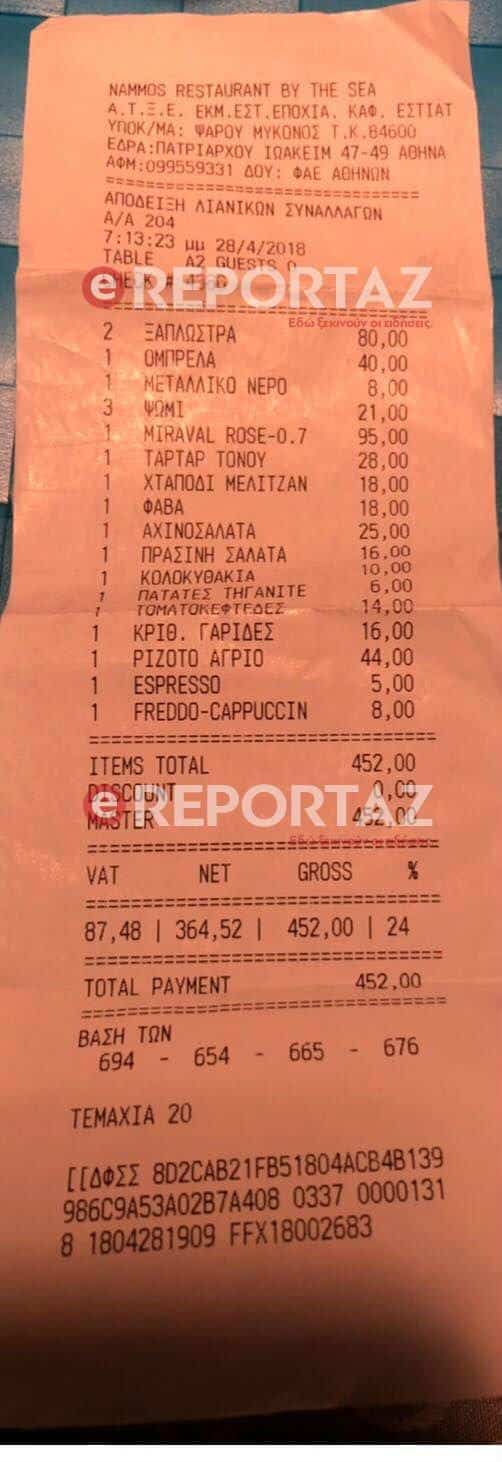 NAMMOS RESTAURANT BY THE SEA
Α.Τ.Ξ.Ε. ΕΚΜ.ΕΣΤ.ΕΠΟΧΙΑ. ΚΑΦ. ΕΣΤΙΑΤ
ΥΠΟΚ/ΜΑ: ΨΑΡΟΥ ΜΥΚΟΝΟΣ Τ.Κ.84600
ΕΔΡΑ:ΠΑΤΡΙΑΡΧΟΥ ΙΩΑΚΕΙΜ 47-49 ΑΘΗΝΑ
ΑΦΜ:099559331 ΔΟΥ: ΦΑΕ ΑΘΗΝΩΝ
================================
ΑΠΟΔΕΙΞΗ ΛΙΑΝΙΚΩΝ ΣΥΝΑΛΛΑΓΩΝ
Α/Α 204
7:13:23 μμ 28/4/2018
TABLE A2 GUESTS 0
eREPORTAZ
Εδώ ξεκινούν οι ειδήσεις
================================
2 ΞΑΠΛΩΣΤΡΑ 80,00
1 ΟΜΠΡΕΛΑ 40,00
1 ΜΕΤΑΛΛΙΚΟ ΝΕΡΟ 8,00
3 ΨΩΜΙ 21,00
1 MIRAVAL ROSE-0.7 95,00
1 ΤΑΡΤΑΡ ΤΟΝΟΥ 28,00
1 ΧΤΑΠΟΔΙ ΜΕΛΙΤΖΑΝ 18,00
1 ΦΑΒΑ 18,00
1 ΑΧΙΝΟΣΑΛΑΤΑ 25,00
1 ΠΡΑΣΙΝΗ ΣΑΛΑΤΑ 16,00
1 ΚΟΛΟΚΥΘΑΚΙΑ 10,00
1 ΠΑΤΑΤΕΣ ΤΗΓΑΝΙΤΕ 6,00
1 ΤΟΜΑΤΟΚΕΦΤΕΔΕΣ 14,00
1 ΚΡΙΘ. ΓΑΡΙΔΕΣ 16,00
1 ΡΙΖΟΤΟ ΑΓΡΙΟ 44,00
1 ESPRESSO 5,00
1 FREDDO-CAPPUCCIN 8,00
================================
ITEMS TOTAL 452,00
DISCOUNT 0,00
eREPORTAZ
MASTER 452,00
Εδώ ξεκινούν οι ειδήσεις
================================
VAT NET GROSS %
================================
87,48 | 364,52 | 452,00 | 24
================================
TOTAL PAYMENT 452,00
================================
ΒΑΣΗ ΤΩΝ
694 - 654 - 665 - 676
ΤΕΜΑΧΙΑ 20
[[ΔΦΣΣ 8D2CAB21FB51804ACB4B139
986C9A53A02B7A408 0337 0000131
8 1804281909 FFX18002683